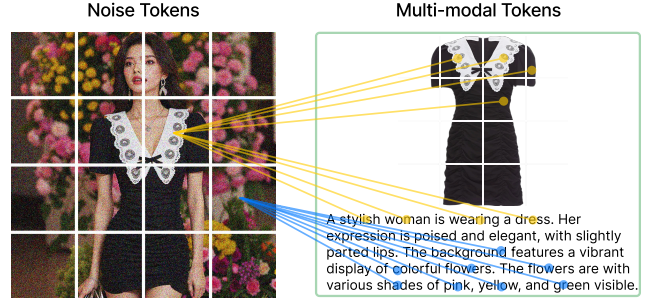 Noise Tokens
Multi-modal Tokens
A stylish woman is wearing a dress. Her
expression is poised and elegant, with slightly
parted lips. The background features a vibrant
display of colorful flowers. The flowers are with
various shades of pink, yellow, and green visible.